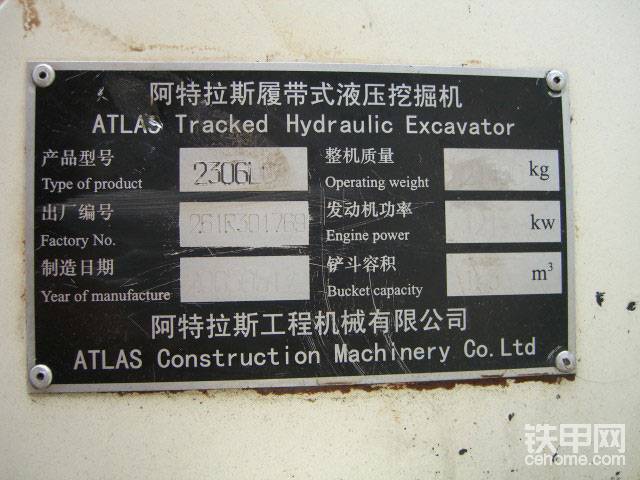 阿特拉斯履带式液压挖掘机
ATLAS Tracked Hydraulic Excavator
产品型号 2306L
Type of product
整机质量 kg
Operating weight
出厂编号
Factory No.
发动机功率 kw
Engine power
制造日期
Year of manufacture
铲斗容积 m³
Bucket capacity
阿特拉斯工程机械有限公司
ATLAS Construction Machinery Co.Ltd
铁甲网
cehome.com